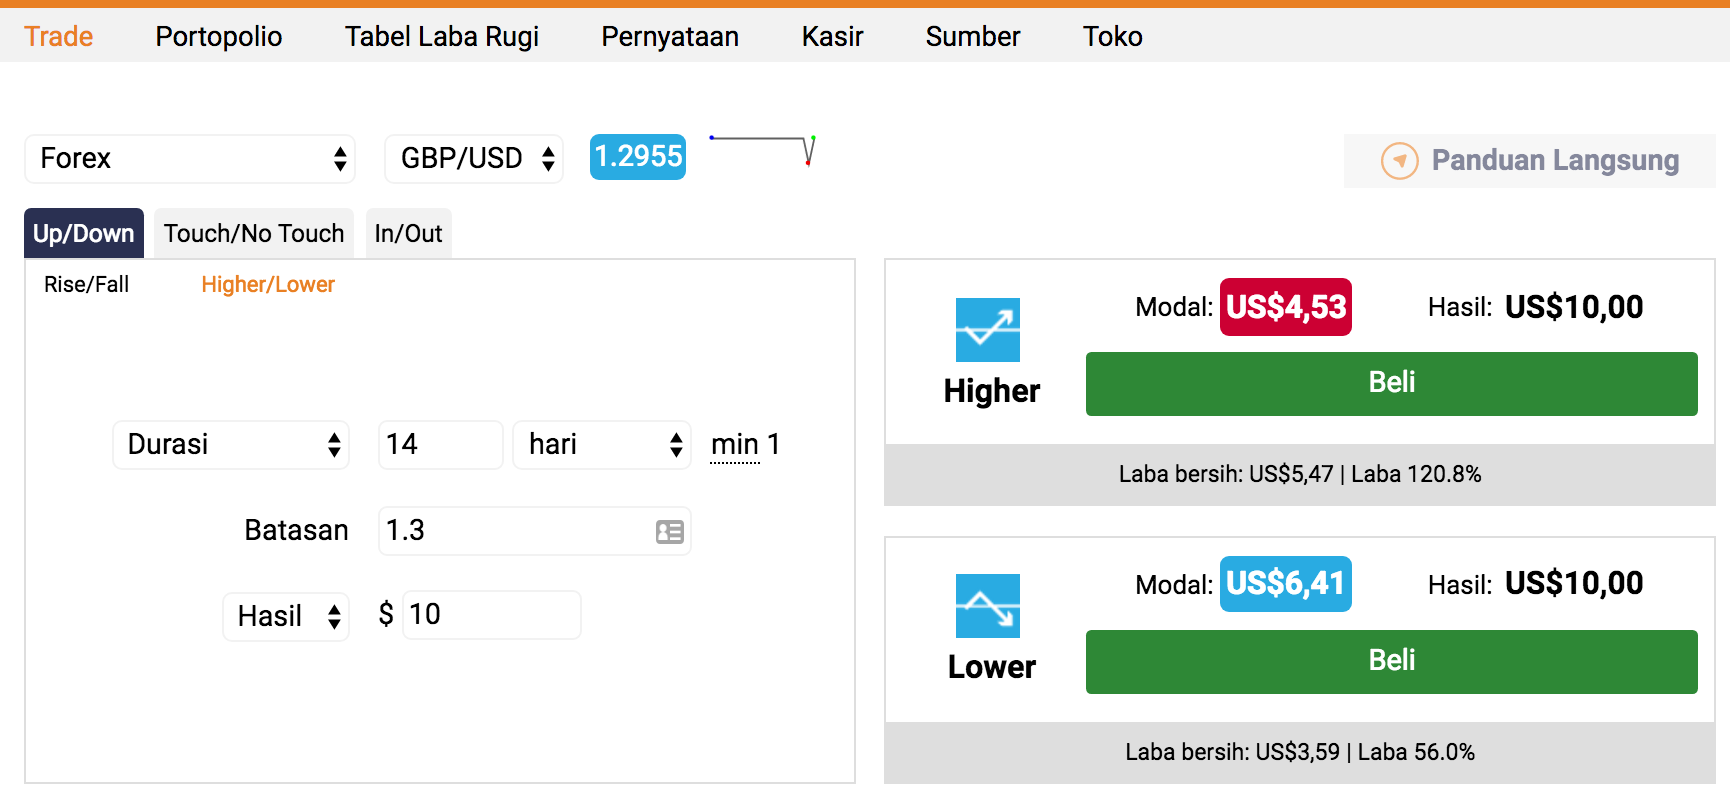 Trade Portopolio Tabel Laba Rugi Pernyataan Kasir Sumber Toko
Forex GBP/USD 1.2955
Panduan Langsung
Up/Down Touch/No Touch In/Out
Rise/Fall Higher/Lower
Durasi 14 hari min 1
Batasan 1.3
Hasil $ 10
Modal: US$4,53 Hasil: US$10,00
Higher
Beli
Laba bersih: US$5,47 | Laba 120.8%
Modal: US$6,41 Hasil: US$10,00
Lower
Beli
Laba bersih: US$3,59 | Laba 56.0%